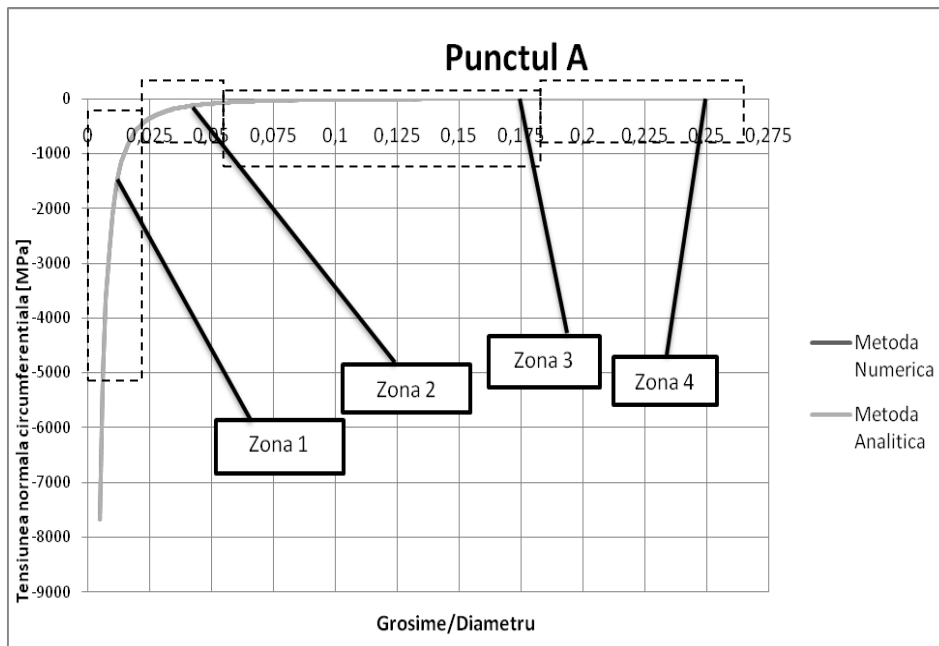 Punctul A
0
-1000
-2000
-3000
-4000
-5000
-6000
-7000
-8000
-9000
0 0,025 0,05 0,075 0,1 0,125 0,15 0,175 0,2 0,225 0,25 0,275
Tensiunea normala circumferentiala [MPa]
Grosime/Diametru
Zona 1
Zona 2
Zona 3
Zona 4
Metoda
Numerica
Metoda
Analitica